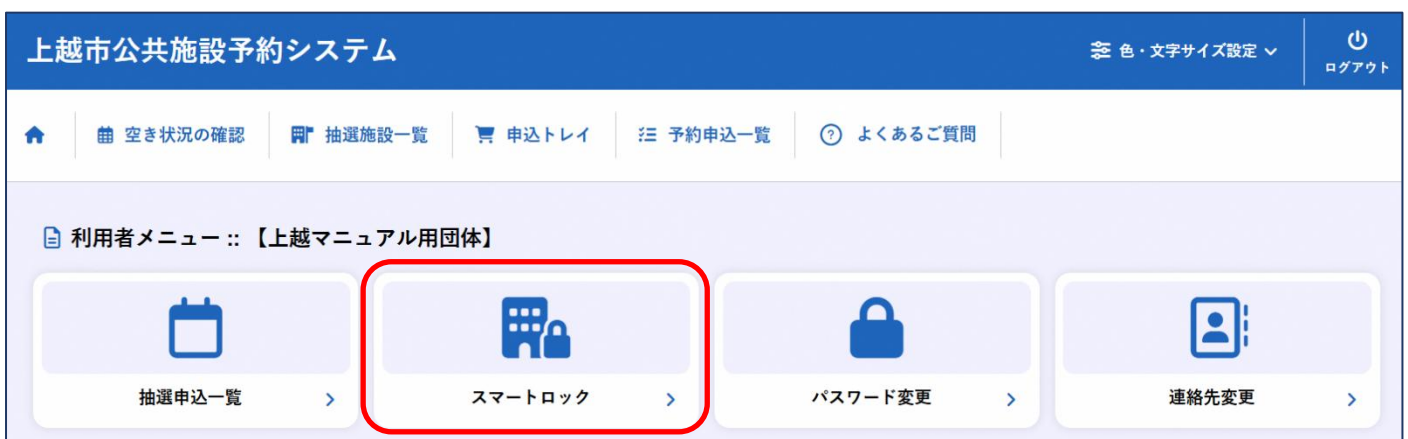 上越市公共施設予約システム
色・文字サイズ設定
ログアウト
空き状況の確認
抽選施設一覧
申込トレイ
予約申込一覧
よくあるご質問
利用者メニュー :: 【上越マニュアル用団体】
抽選申込一覧
スマートロック
パスワード変更
連絡先変更